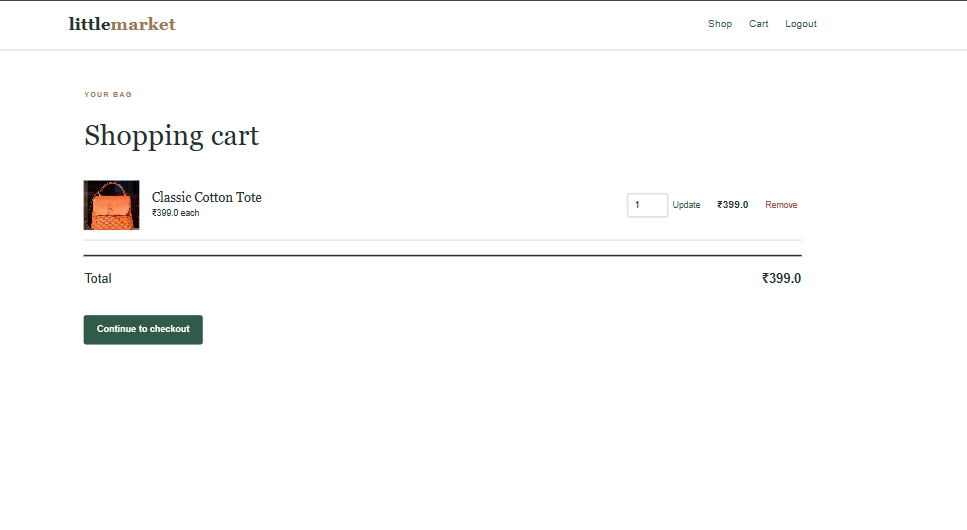 littlemarket
Shop Cart Logout
YOUR BAG
Shopping cart
Classic Cotton Tote
₹399.0 each
1 Update ₹399.0 Remove
Total ₹399.0
Continue to checkout